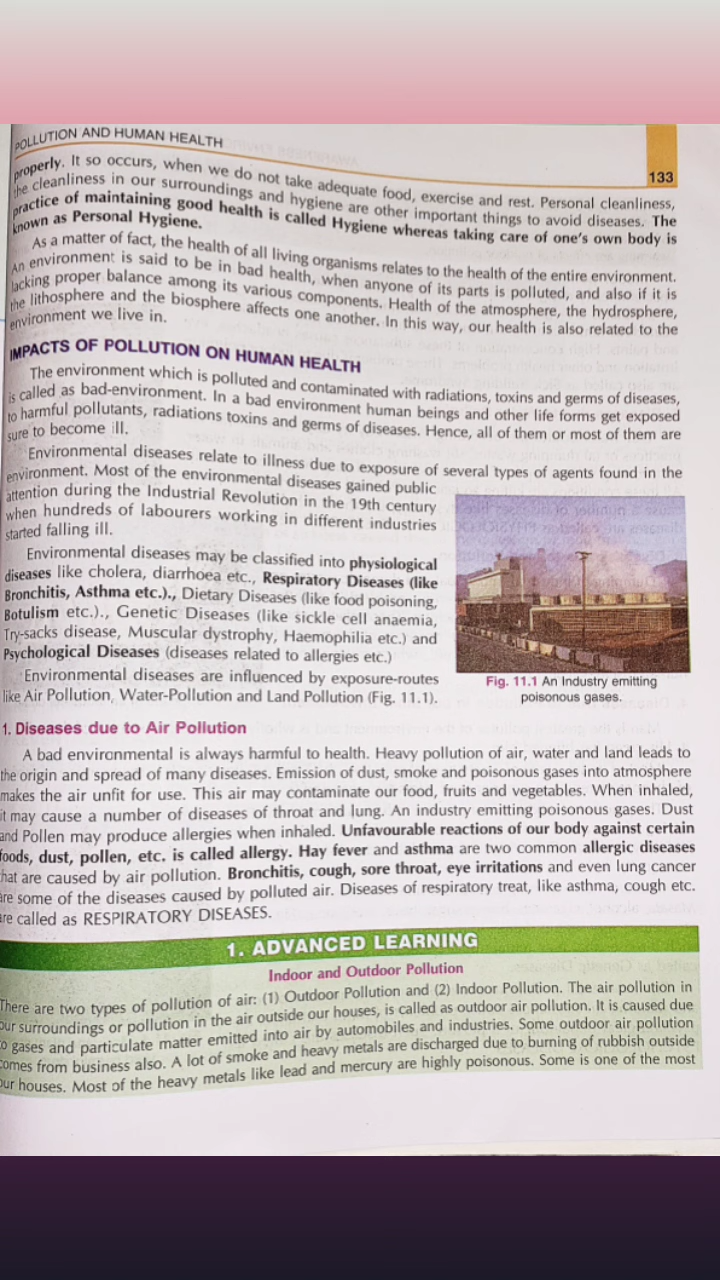 POLLUTION AND HUMAN HEALTH
133
properly. It so occurs, when we do not take adequate food, exercise and rest. Personal cleanliness,
the cleanliness in our surroundings and hygiene are other important things to avoid diseases. The
practice of maintaining good health is called Hygiene whereas taking care of one's own body is
known as Personal Hygiene.
As a matter of fact, the health of all living organisms relates to the health of the entire environment.
An environment is said to be in bad health, when anyone of its parts is polluted, and also if it is
lacking proper balance among its various components. Health of the atmosphere, the hydrosphere,
the lithosphere and the biosphere affects one another. In this way, our health is also related to the
environment we live in.
IMPACTS OF POLLUTION ON HUMAN HEALTH
The environment which is polluted and contaminated with radiations, toxins and germs of diseases,
is called as bad-environment. In a bad environment human beings and other life forms get exposed
to harmful pollutants, radiations toxins and germs of diseases. Hence, all of them or most of them are
sure to become ill.
Environmental diseases relate to illness due to exposure of several types of agents found in the
environment. Most of the environmental diseases gained public
attention during the Industrial Revolution in the 19th century
when hundreds of labourers working in different industries
started falling ill.
Environmental diseases may be classified into physiological
diseases like cholera, diarrhoea etc., Respiratory Diseases (like
Bronchitis, Asthma etc.)., Dietary Diseases (like food poisoning,
Botulism etc.)., Genetic Diseases (like sickle cell anaemia,
Try-sacks disease, Muscular dystrophy, Haemophilia etc.) and
Psychological Diseases (diseases related to allergies etc.)
Environmental diseases are influenced by exposure-routes
like Air Pollution, Water-Pollution and Land Pollution (Fig. 11.1).
Fig. 11.1 An Industry emitting
poisonous gases.
1. Diseases due to Air Pollution
A bad environmental is always harmful to health. Heavy pollution of air, water and land leads to
the origin and spread of many diseases. Emission of dust, smoke and poisonous gases into atmosphere
makes the air unfit for use. This air may contaminate our food, fruits and vegetables. When inhaled,
it may cause a number of diseases of throat and lung. An industry emitting poisonous gases. Dust
and Pollen may produce allergies when inhaled. Unfavourable reactions of our body against certain
foods, dust, pollen, etc. is called allergy. Hay fever and asthma are two common allergic diseases
that are caused by air pollution. Bronchitis, cough, sore throat, eye irritations and even lung cancer
are some of the diseases caused by polluted air. Diseases of respiratory treat, like asthma, cough etc.
are called as RESPIRATORY DISEASES.
1. ADVANCED LEARNING
Indoor and Outdoor Pollution
There are two types of pollution of air: (1) Outdoor Pollution and (2) Indoor Pollution. The air pollution in
our surroundings or pollution in the air outside our houses, is called as outdoor air pollution. It is caused due
to gases and particulate matter emitted into air by automobiles and industries. Some outdoor air pollution
comes from business also. A lot of smoke and heavy metals are discharged due to burning of rubbish outside
our houses. Most of the heavy metals like lead and mercury are highly poisonous. Some is one of the most